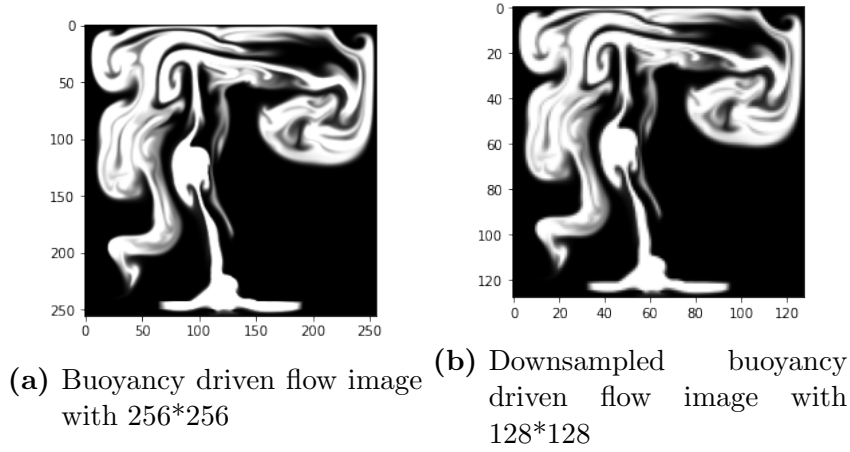 0
50
100
150
200
250
0 50 100 150 200 250
(a) Buoyancy driven flow image
with 256*256
0
20
40
60
80
100
120
0 20 40 60 80 100 120
(b) Downsampled buoyancy
driven flow image with
128*128